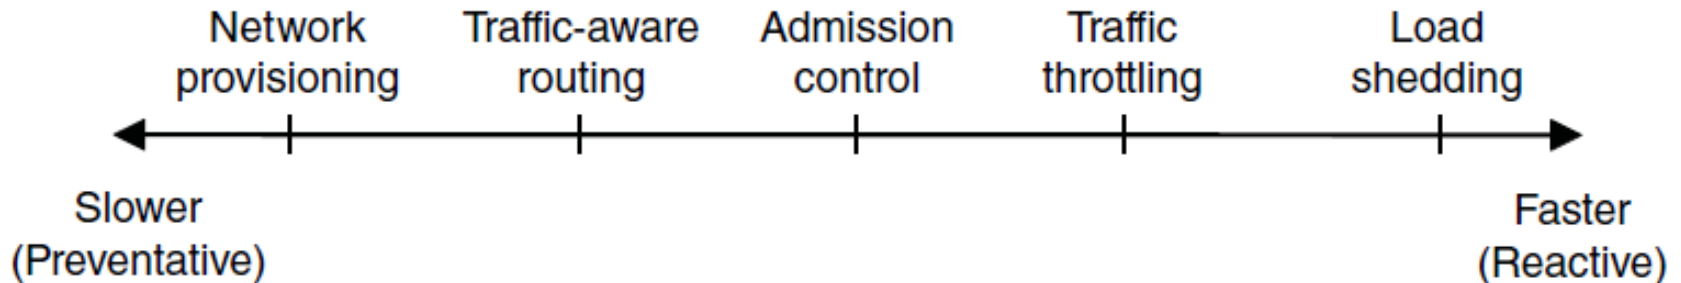 Network
provisioning
Traffic-aware
routing
Admission
control
Traffic
throttling
Load
shedding
Slower
(Preventative)
Faster
(Reactive)